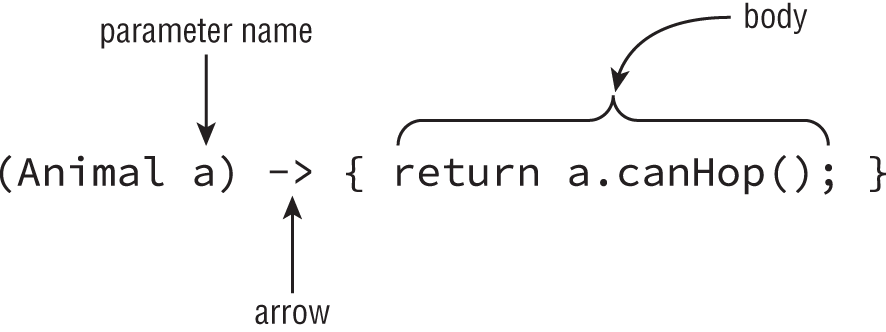 parameter name
body
(Animal a) -> { return a.canHop(); }
arrow